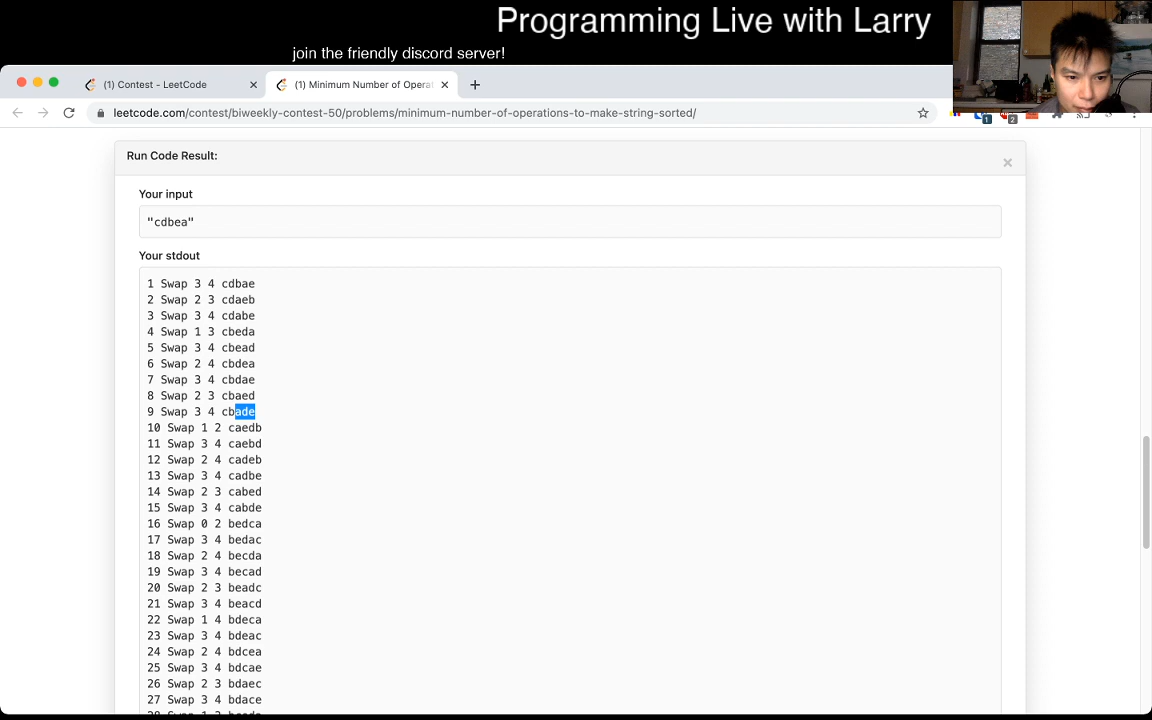 Programming Live with Larry
join the friendly discord server!
(1) Contest - LeetCode
(1) Minimum Number of Opera
leetcode.com/contest/biweekly-contest-50/problems/minimum-number-of-operations-to-make-string-sorted/
1
2
Run Code Result:
Your input
"cdbea"
Your stdout
1 Swap 3 4 cdbae
2 Swap 2 3 cdaeb
3 Swap 3 4 cdabe
4 Swap 1 3 cbeda
5 Swap 3 4 cbead
6 Swap 2 4 cbdea
7 Swap 3 4 cbdae
8 Swap 2 3 cbaed
9 Swap 3 4 cbade
10 Swap 1 2 caedb
11 Swap 3 4 caebd
12 Swap 2 4 cadeb
13 Swap 3 4 cadbe
14 Swap 2 3 cabed
15 Swap 3 4 cabde
16 Swap 0 2 bedca
17 Swap 3 4 bedac
18 Swap 2 4 becda
19 Swap 3 4 becad
20 Swap 2 3 beadc
21 Swap 3 4 beacd
22 Swap 1 4 bdeca
23 Swap 3 4 bdeac
24 Swap 2 4 bdcea
25 Swap 3 4 bdcae
26 Swap 2 3 bdaec
27 Swap 3 4 bdace